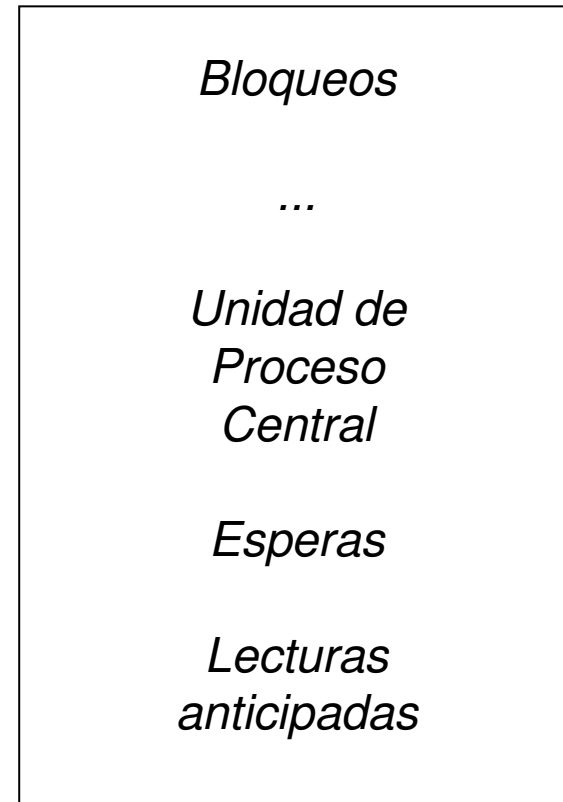 Bloqueos
...
Unidad de
Proceso
Central
Esperas
Lecturas
anticipadas